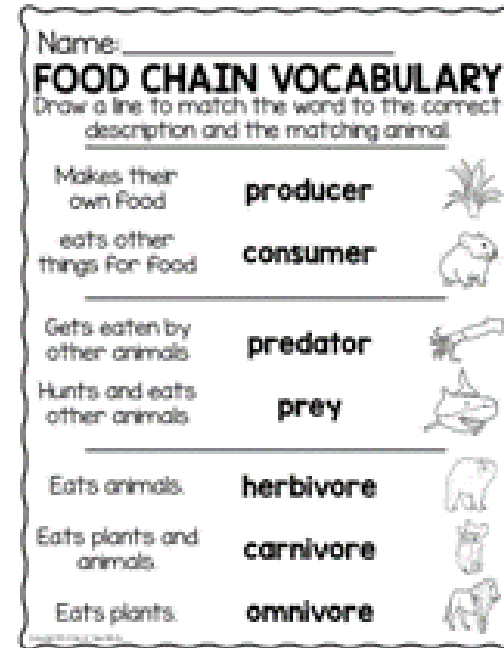 Name:
FOOD CHAIN VOCABULARY
Draw a line to match the word to the correct
description and the matching animal.
Makes their
own food
producer
eats other
things for food
consumer
Gets eaten by
other animals
predator
Hunts and eats
other animals
prey
Eats animals.
herbivore
Eats plants and
animals.
carnivore
Eats plants.
omnivore